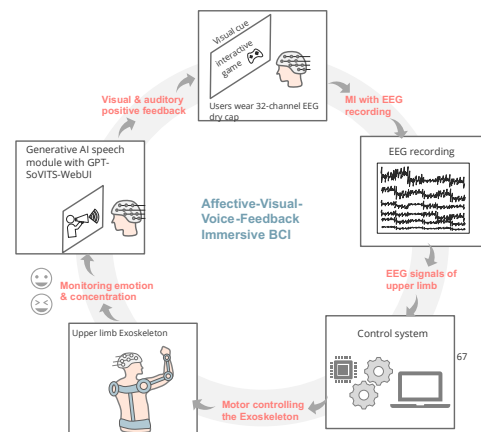 Visual cue
interactive
game
Users wear 32-channel EEG
dry cap
Visual & auditory
positive feedback
MI with EEG
recording
Generative AI speech
module with GPT-
SoVITS-WebUI
EEG recording
Affective-Visual-
Voice-Feedback
Immersive BCI
EEG signals of
upper limb
Monitoring emotion
& concentration
Upper limb Exoskeleton
Control system
67
Motor controlling
the Exoskeleton